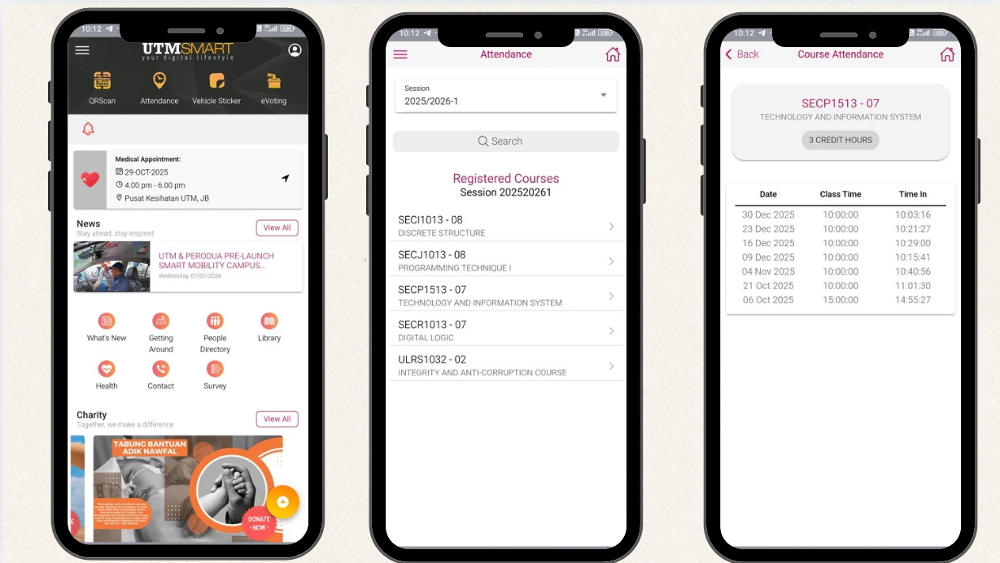 10:12
UTMSMART
your digital lifestyle
QRScan
Attendance
Vehicle Sticker
eVoting
Medical Appointment:
29-OCT-2025
4.00 pm - 6.00 pm
Pusat Kesihatan UTM, JB
News
View All
Stay ahead, stay inspired
UTM & PERODUA PRE-LAUNCH
SMART MOBILITY CAMPUS...
Wednesday, 07/01/2026
What's New
Getting Around
People Directory
Library
Health
Contact
Survey
Charity
View All
Together, we make a difference
TABUNG BANTUAN
ADIK NAWFAL
DONATE
- NOW -
10:12
Attendance
Session
2025/2026-1
Search
Registered Courses
Session 202520261
SECI1013 - 08
DISCRETE STRUCTURE
SECJ1013 - 08
PROGRAMMING TECHNIQUE I
SECP1513 - 07
TECHNOLOGY AND INFORMATION SYSTEM
SECR1013 - 07
DIGITAL LOGIC
ULRS1032 - 02
INTEGRITY AND ANTI-CORRUPTION COURSE
10:12
Back
Course Attendance
SECP1513 - 07
TECHNOLOGY AND INFORMATION SYSTEM
3 CREDIT HOURS
Date Class Time Time In
30 Dec 2025 10:00:00 10:03:16
23 Dec 2025 10:00:00 10:21:27
16 Dec 2025 10:00:00 10:29:00
09 Dec 2025 10:00:00 10:15:41
04 Nov 2025 10:00:00 10:40:56
21 Oct 2025 10:00:00 11:01:30
06 Oct 2025 15:00:00 14:55:27